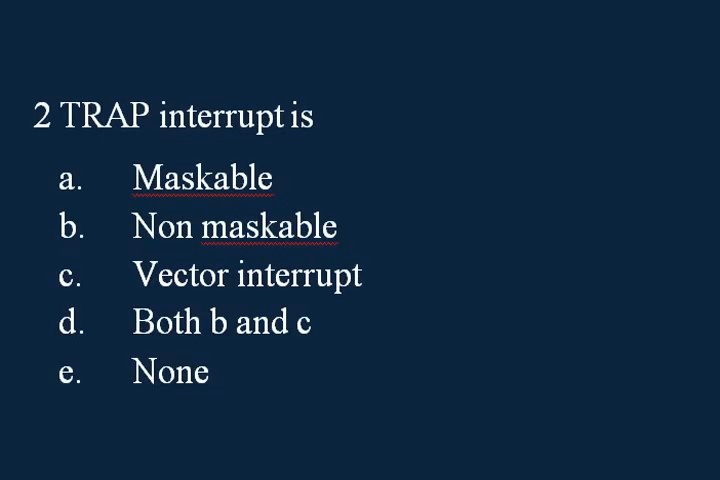 2 TRAP interrupt is
a. Maskable
b. Non maskable
c. Vector interrupt
d. Both b and c
e. None